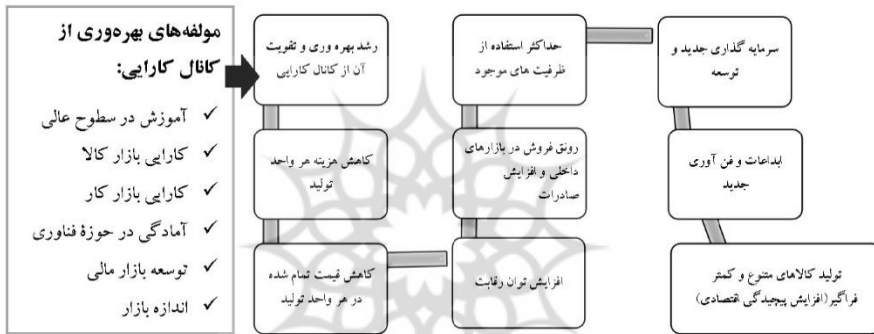 مولفه‌های بهره‌وری از
کانال کارایی:
✓ آموزش در سطوح عالی
✓ کارایی بازار کالا
✓ کارایی بازار کار
✓ آمادگی در حوزۀ فناوری
✓ توسعه بازار مالی
✓ اندازه بازار
رشد بهره وری و تقویت
آن از کانال کارایی
کاهش هزینه هر واحد
تولید
کاهش قیمت تمام شده
در هر واحد تولید
افزایش توان رقابت
رونق فروش در بازارهای
داخلی و افزایش
صادرات
حداکثر استفاده از
ظرفیت های موجود
سرمایه گذاری جدید و
توسعه
ابداعات و فن آوری
جدید
تولید کالاهای متنوع و کمتر
فراگیر(افزایش پیچیدگی اقتصادی)